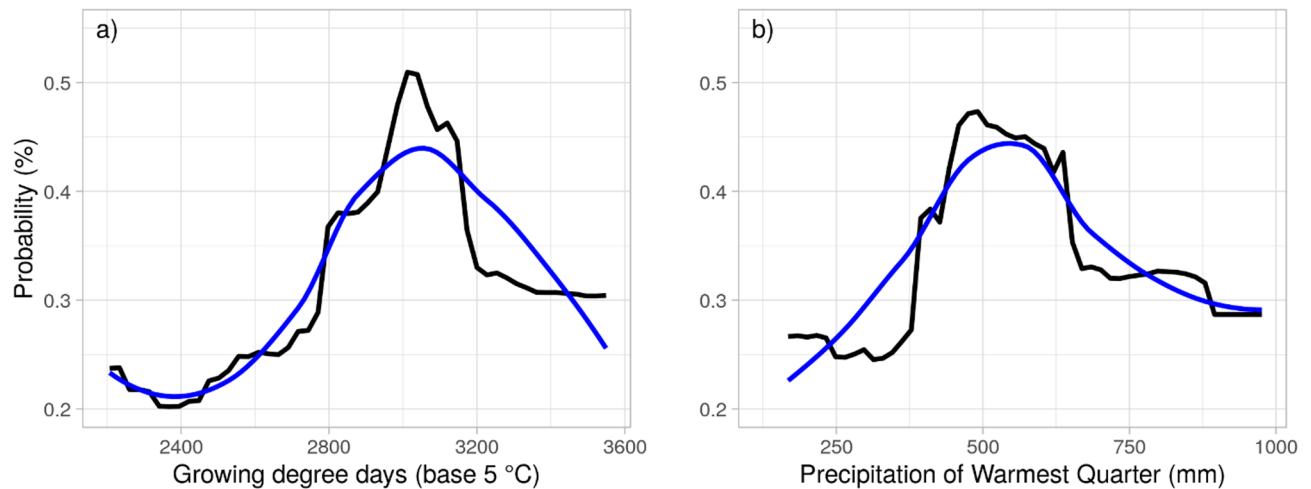 a)
Probability (%)
0.5
0.4
0.3
0.2
2400 2800 3200 3600
Growing degree days (base 5 °C)
b)
0.5
0.4
0.3
0.2
250 500 750 1000
Precipitation of Warmest Quarter (mm)